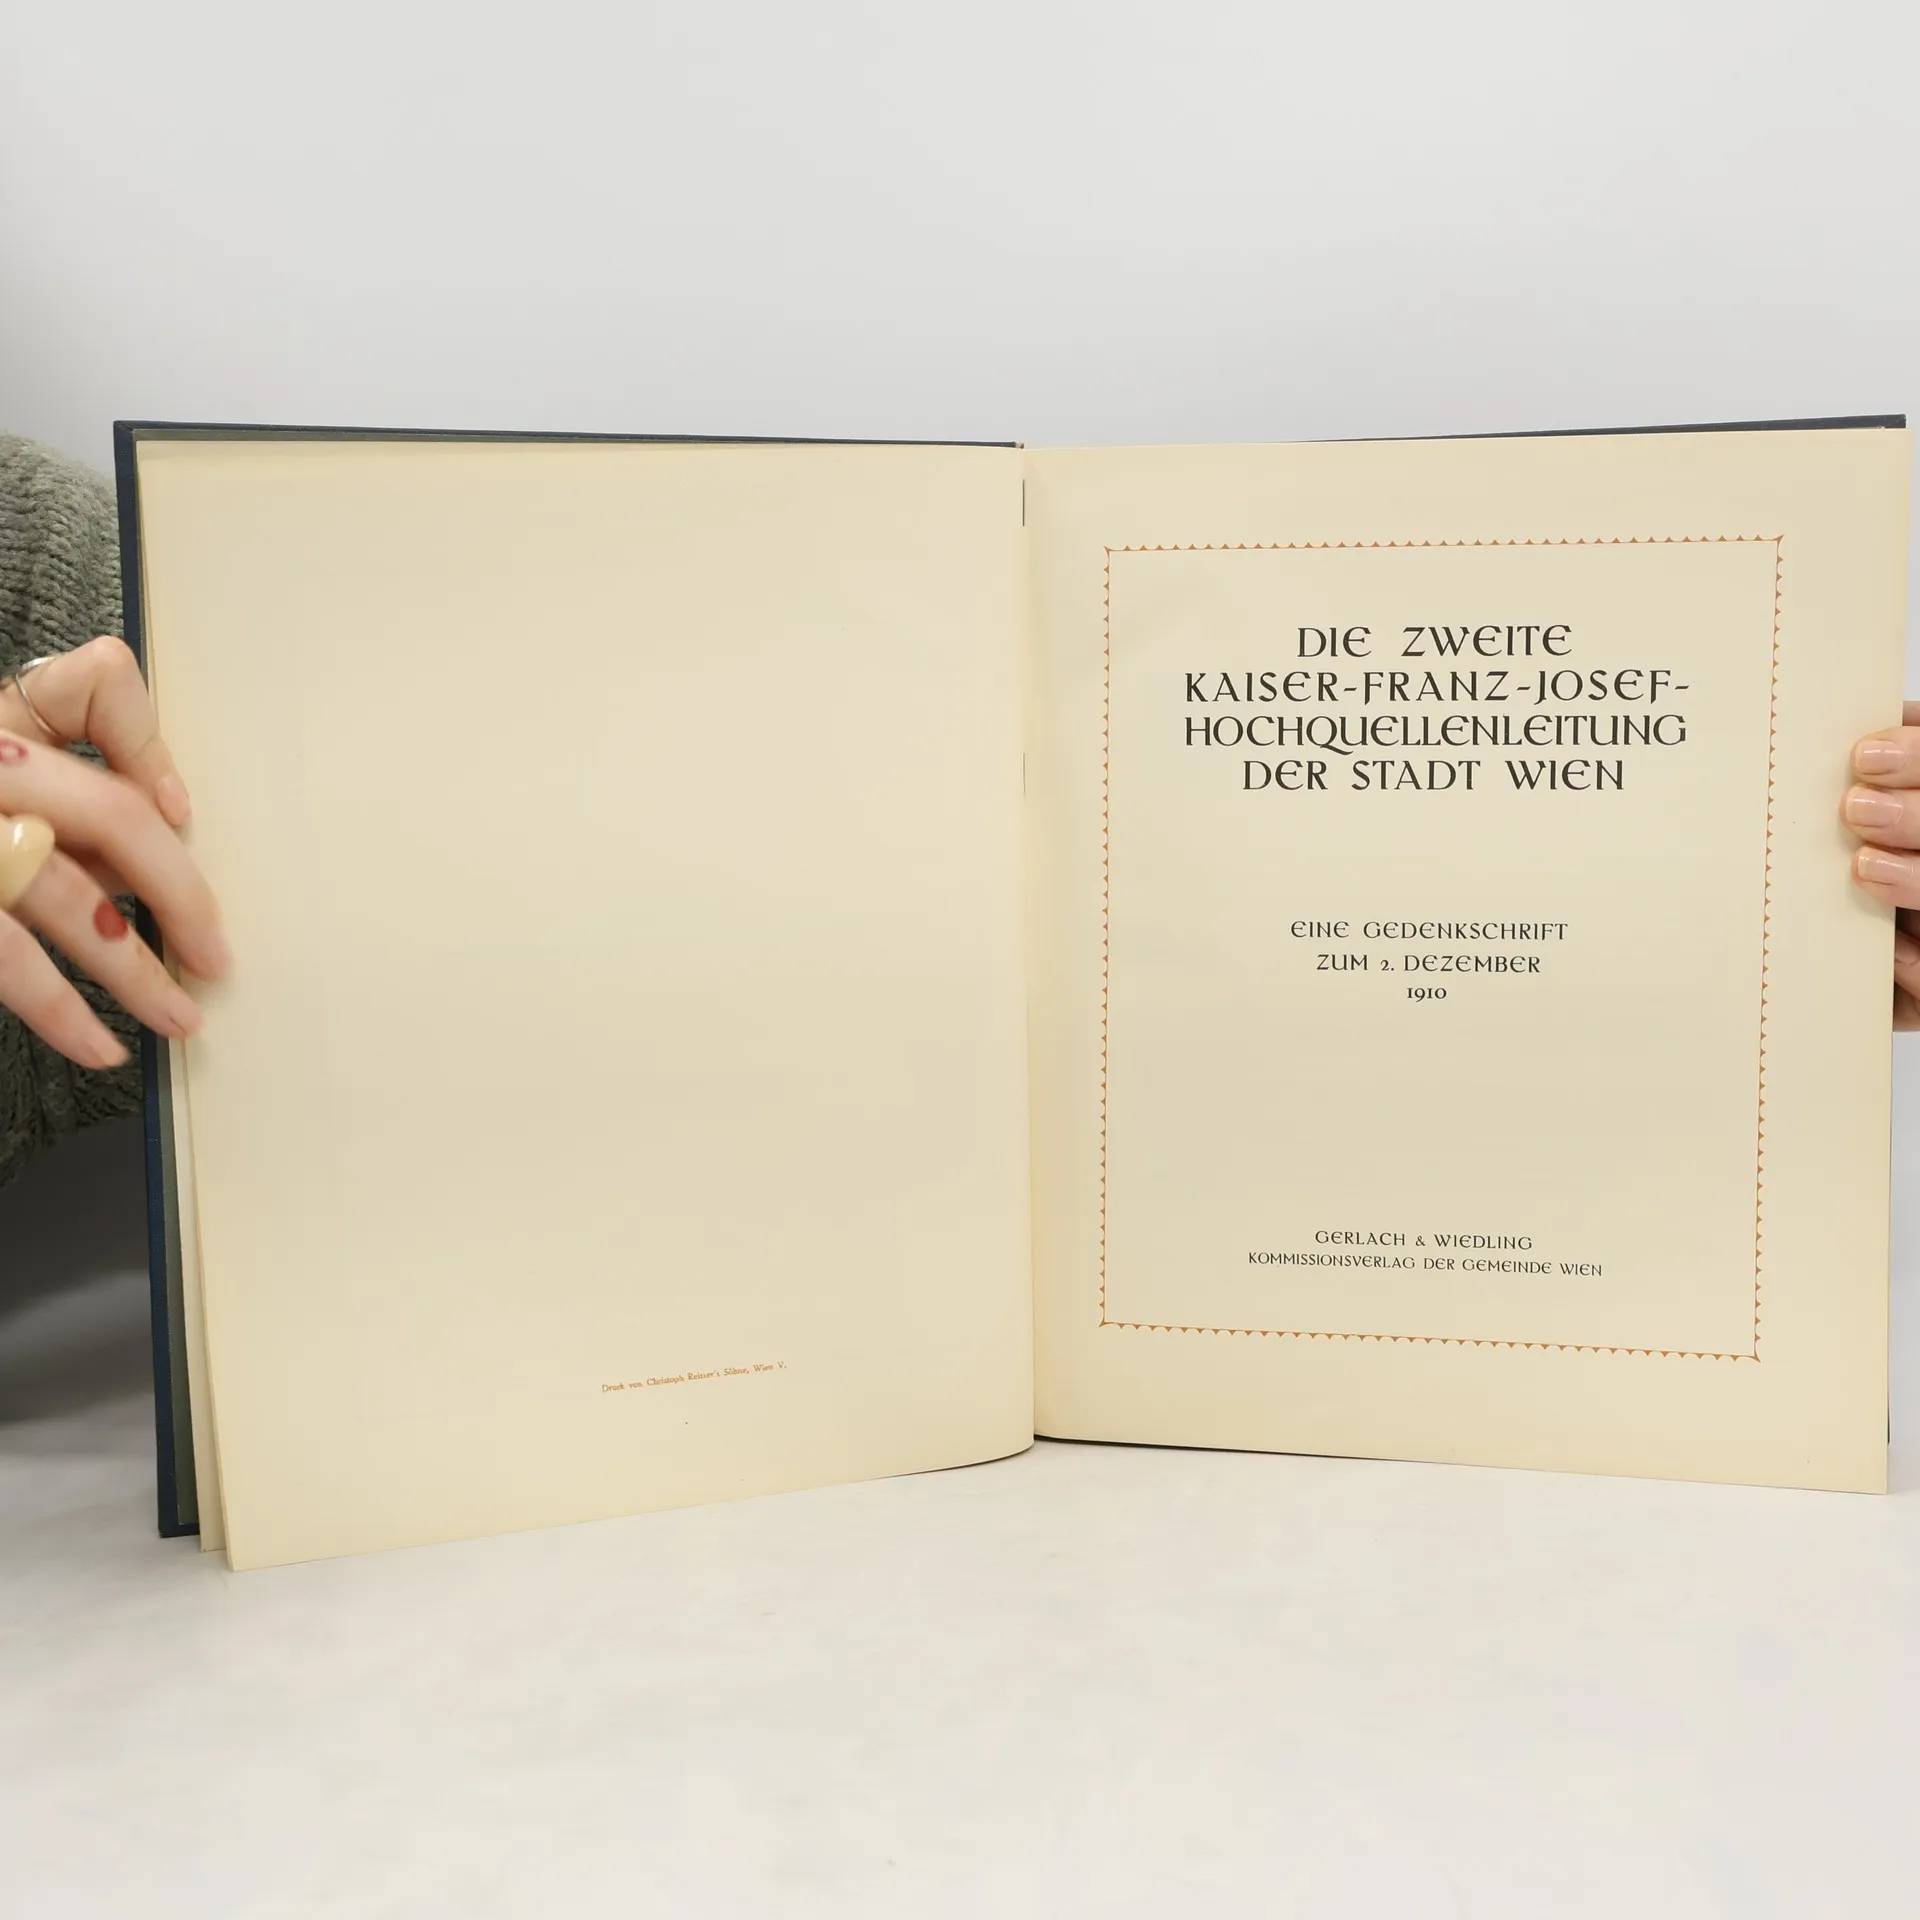 Druck von Christoph Reisser's Söhne, Wien V.
DIE ZWEITE
KAISER-FRANZ-JOSEF-
HOCHQUELLENLEITUNG
DER STADT WIEN
EINE GEDENKSCHRIFT
ZUM 2. DEZEMBER
1910
GERLACH & WIEDLING
KOMMISSIONSVERLAG DER GEMEINDE WIEN